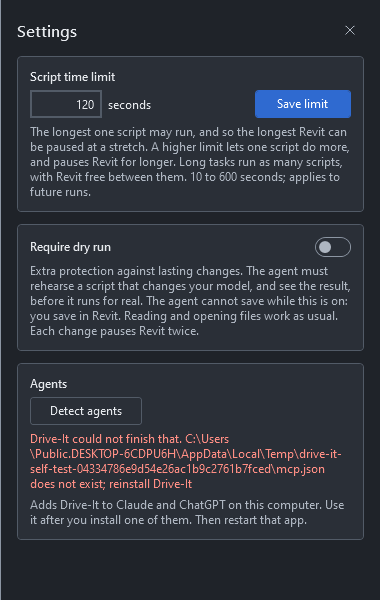 Settings
Script time limit
120 seconds Save limit
The longest one script may run, and so the longest Revit can
be paused at a stretch. A higher limit lets one script do more,
and pauses Revit for longer. Long tasks run as many scripts,
with Revit free between them. 10 to 600 seconds; applies to
future runs.
Require dry run
Extra protection against lasting changes. The agent must
rehearse a script that changes your model, and see the result,
before it runs for real. The agent cannot save while this is on:
you save in Revit. Reading and opening files work as usual.
Each change pauses Revit twice.
Agents
Detect agents
Drive-It could not finish that. C:\Users
\Public.DESKTOP-6CDPU6H\AppData\Local\Temp\drive-it-
self-test-04334786e9d54e26ac1b9c2761b7fced\mcp.json
does not exist; reinstall Drive-It
Adds Drive-It to Claude and ChatGPT on this computer. Use
it after you install one of them. Then restart that app.